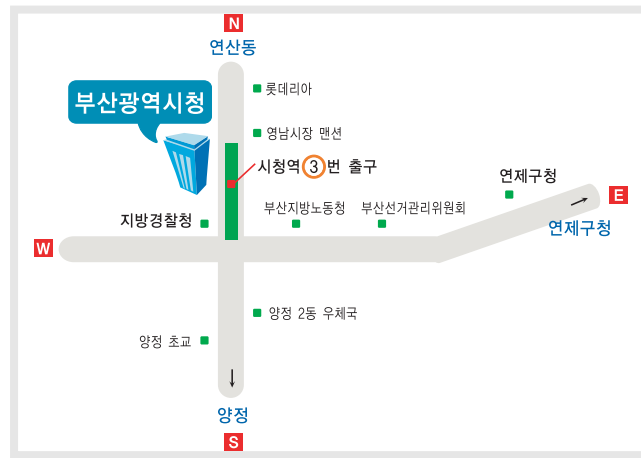 N
연산동
롯데리아
부산광역시청
영남시장 맨션
시청역 3번 출구
연제구청
지방경찰청
부산지방노동청
부산선거관리위원회
E
연제구청
W
양정 2동 우체국
양정 초교
양정
S